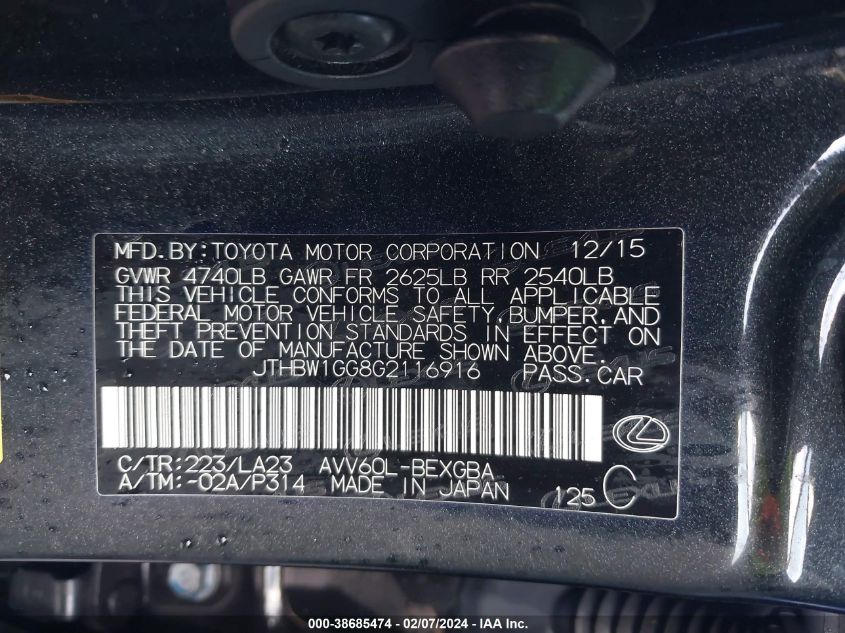 MFD.BY:TOYOTA MOTOR CORPORATION 12/15
GVWR 4740LB GAWR FR 2625LB RR 2540LB
THIS VEHICLE CONFORMS TO ALL APPLICABLE
FEDERAL MOTOR VEHICLE SAFETY,BUMPER,AND
THEFT PREVENTION STANDARDS IN EFFECT ON
THE DATE OF MANUFACTURE SHOWN ABOVE.
JTHBW1GG8G2116916 PASS.CAR
C/TR:223/LA23 AVV60L-BEXGBA
A/TM:-02A/P314 MADE IN JAPAN 125 C
000-38685474 - 02/07/2024 - IAA Inc.